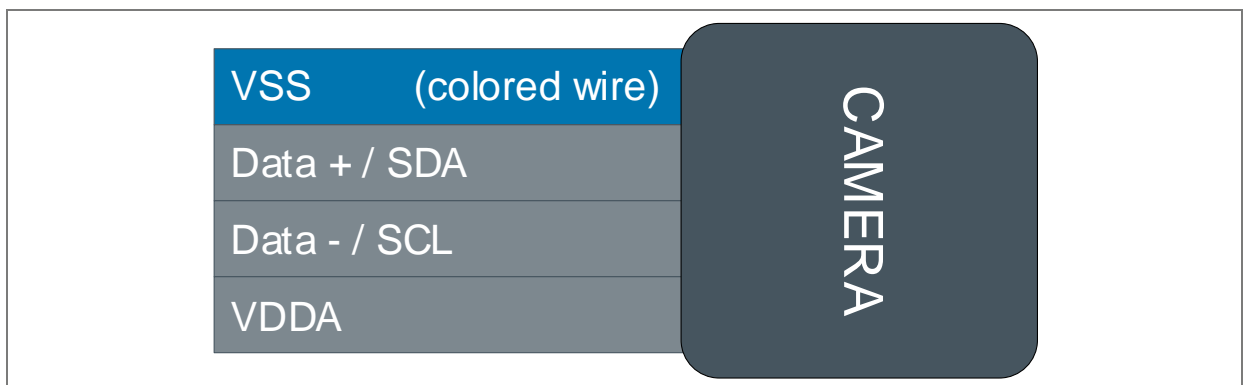 VSS (colored wire)
Data + / SDA
Data - / SCL
VDDA
CAMERA